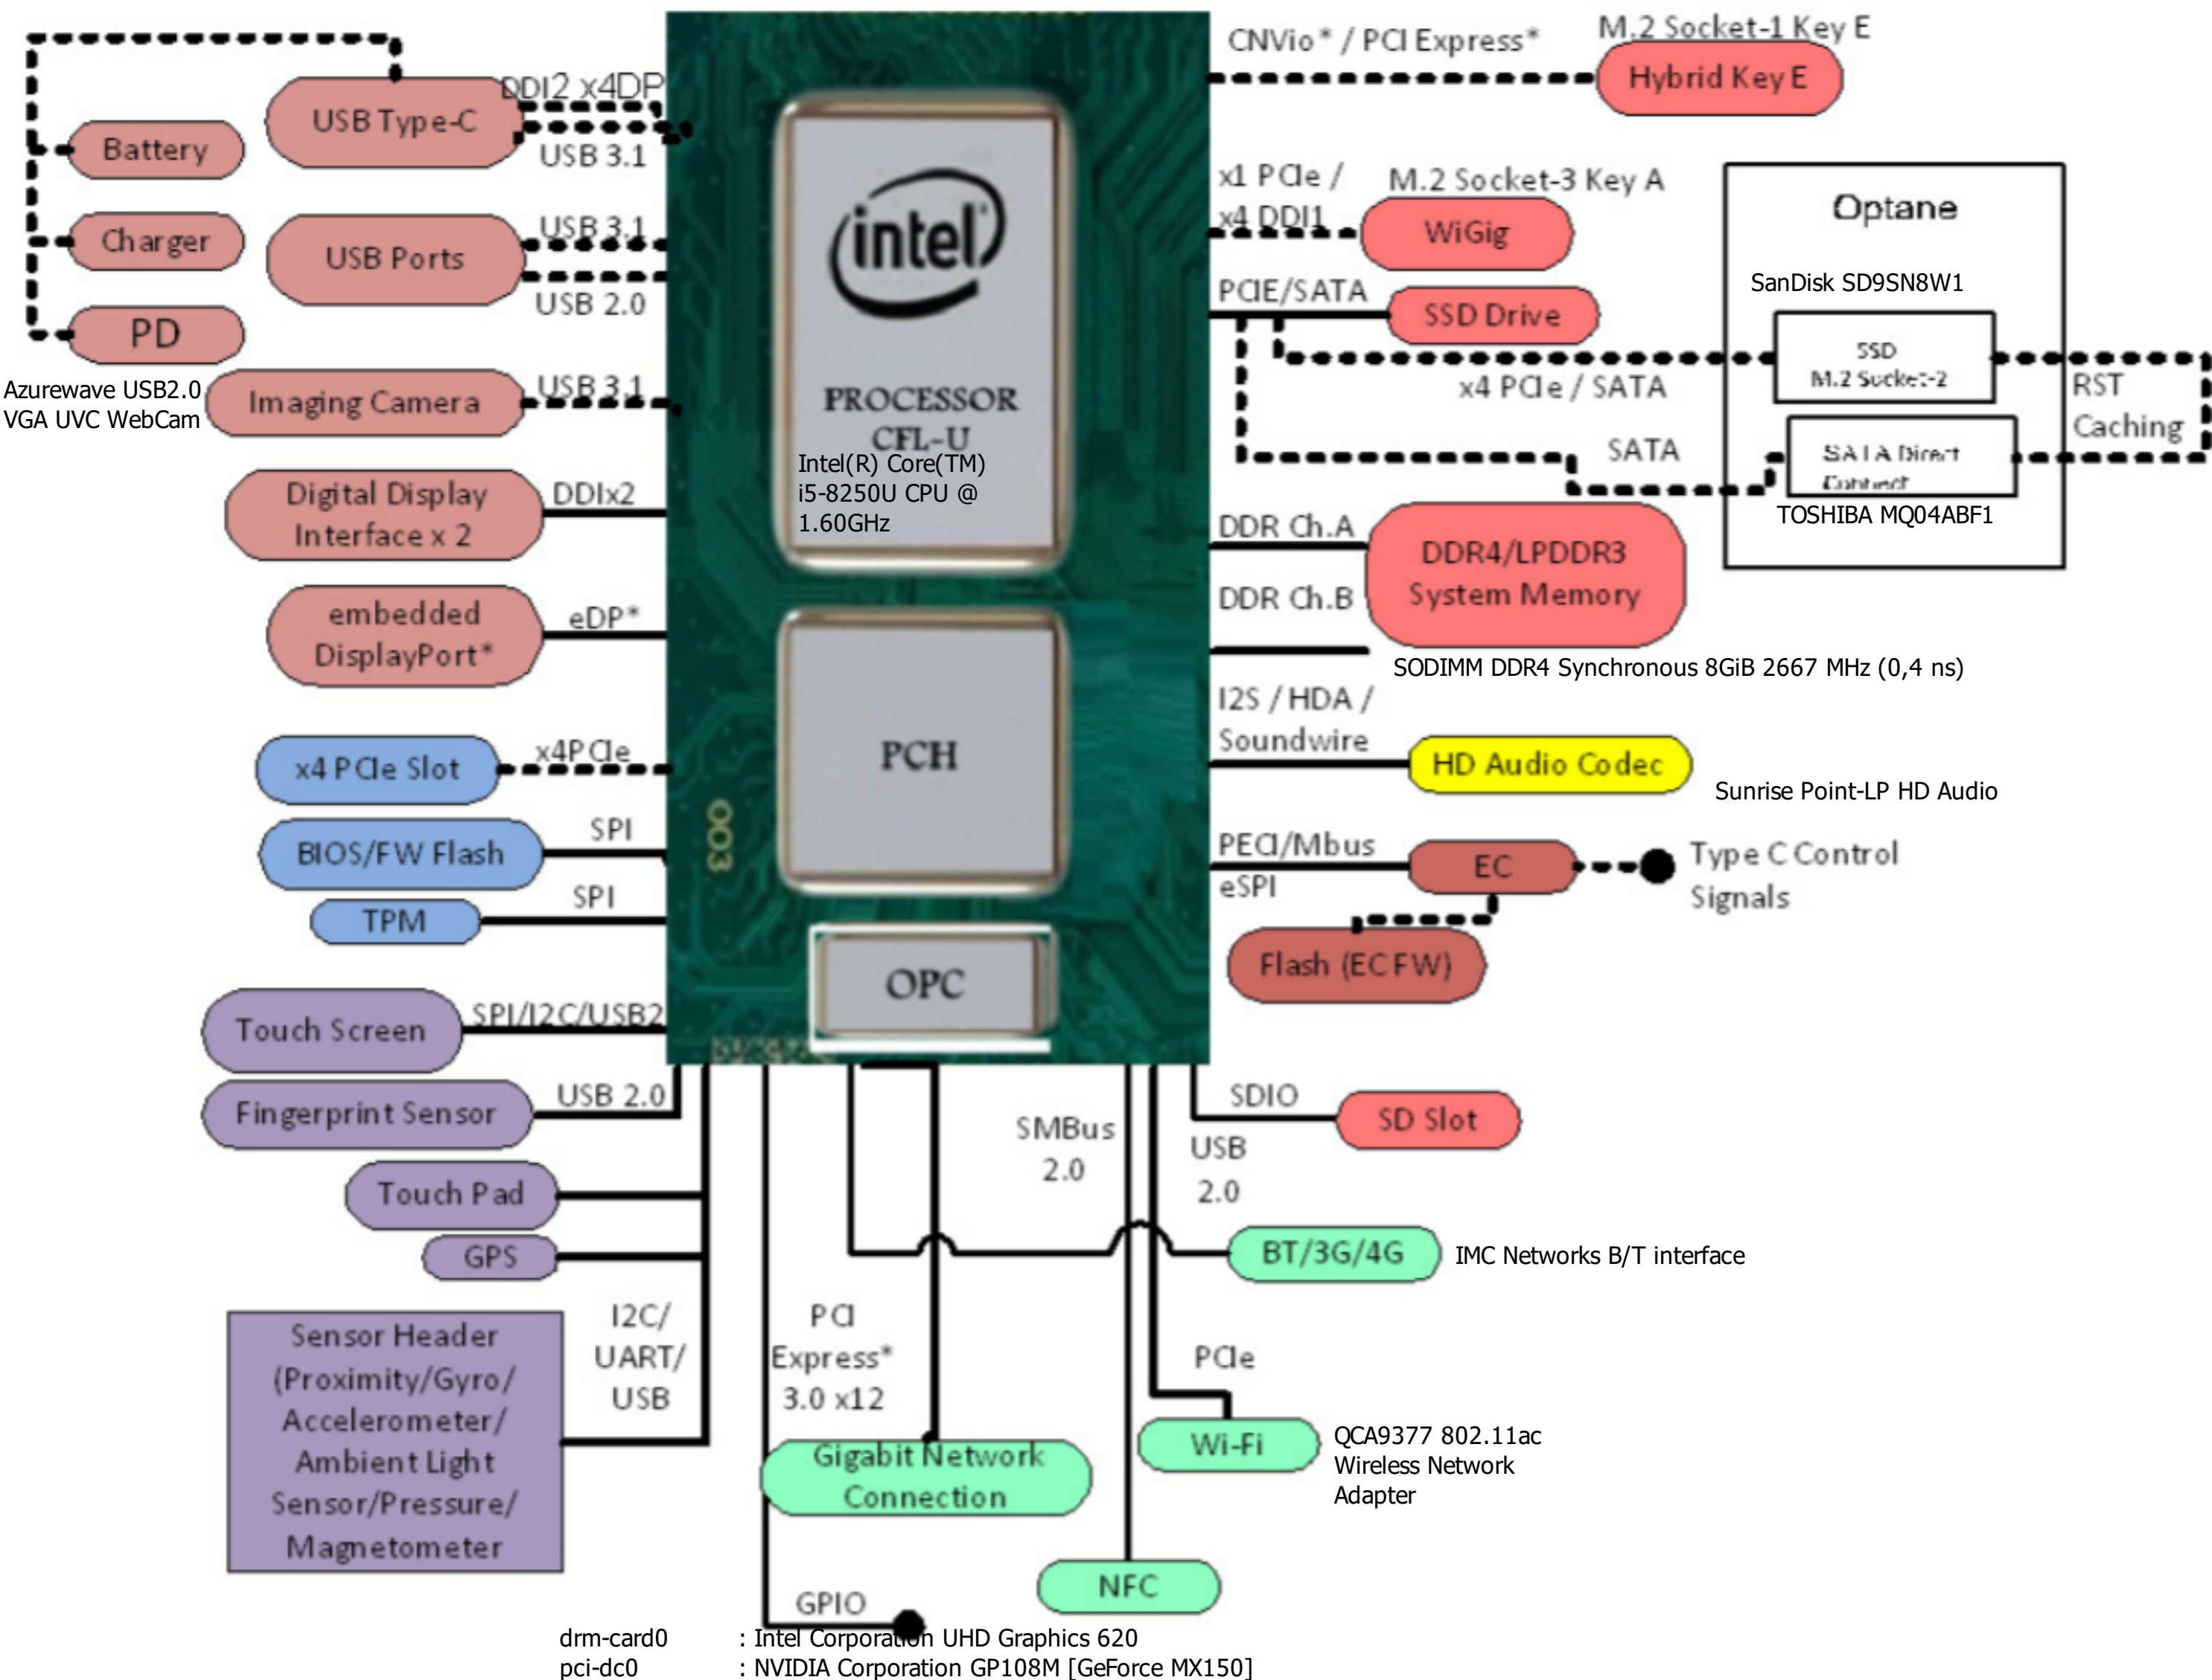 CNVio* / PCI Express*
M.2 Socket-1 Key E
Hybrid Key E
DDI2 x4DP
USB Type-C
USB 3.1
Battery
Charger
PD
USB 3.1
USB Ports
USB 2.0
Azurewave USB2.0
VGA UVC WebCam
Imaging Camera
USB 3.1
Digital Display
Interface x 2
DDIx2
embedded
DisplayPort*
eDP*
x4 PCIe Slot
x4PCIe
BIOS/FW Flash
SPI
TPM
SPI
Touch Screen
SPI/I2C/USB2
Fingerprint Sensor
USB 2.0
Touch Pad
GPS
Sensor Header
(Proximity/Gyro/
Accelerometer/
Ambient Light
Sensor/Pressure/
Magnetometer
I2C/
UART/
USB
intel
PROCESSOR
CFL-U
Intel(R) Core(TM)
i5-8250U CPU @
1.60GHz
PCH
003
OPC
x1 PCIe /
x4 DDI1
M.2 Socket-3 Key A
WiGig
PCIE/SATA
SSD Drive
x4 PCIe / SATA
SATA
Optane
SanDisk SD9SN8W1
SSD
M.2 Socket-2
SATA Direct
Connect
TOSHIBA MQ04ABF1
RST
Caching
DDR Ch.A
DDR Ch.B
DDR4/LPDDR3
System Memory
SODIMM DDR4 Synchronous 8GiB 2667 MHz (0,4 ns)
I2S / HDA /
Soundwire
HD Audio Codec
Sunrise Point-LP HD Audio
PECI/Mbus
eSPI
EC
Type C Control
Signals
Flash (EC FW)
SDIO
SD Slot
SMBus
2.0
USB
2.0
BT/3G/4G
IMC Networks B/T interface
PCI
Express*
3.0 x12
Gigabit Network
Connection
PCIe
Wi-Fi
QCA9377 802.11ac
Wireless Network
Adapter
NFC
GPIO
drm-card0 : Intel Corporation UHD Graphics 620
pci-dc0 : NVIDIA Corporation GP108M [GeForce MX150]